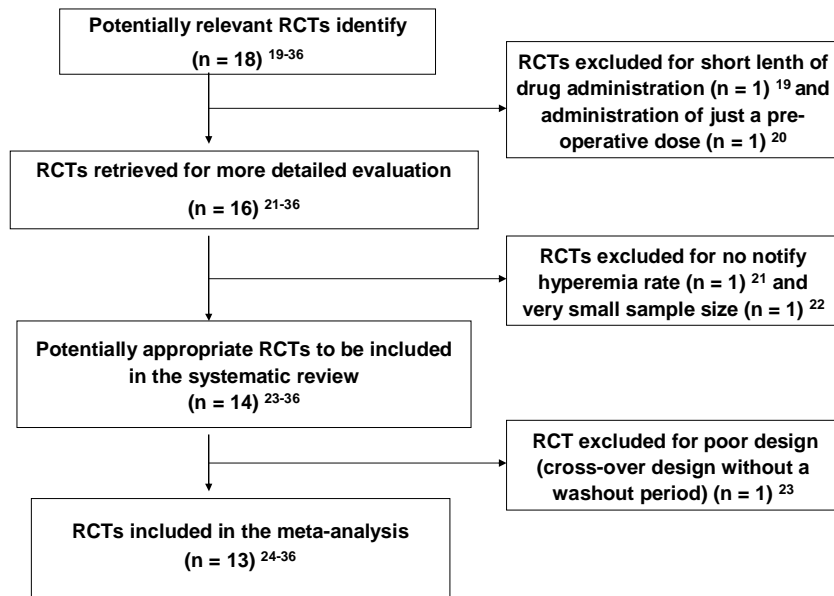 Potentially relevant RCTs identify
(n = 18) 19-36
RCTs excluded for short lenth of
drug administration (n = 1) 19 and
administration of just a pre-
operative dose (n = 1) 20
RCTs retrieved for more detailed evaluation
(n = 16) 21-36
RCTs excluded for no notify
hyperemia rate (n = 1) 21 and
very small sample size (n = 1) 22
Potentially appropriate RCTs to be included
in the systematic review
(n = 14) 23-36
RCT excluded for poor design
(cross-over design without a
washout period) (n = 1) 23
RCTs included in the meta-analysis
(n = 13) 24-36